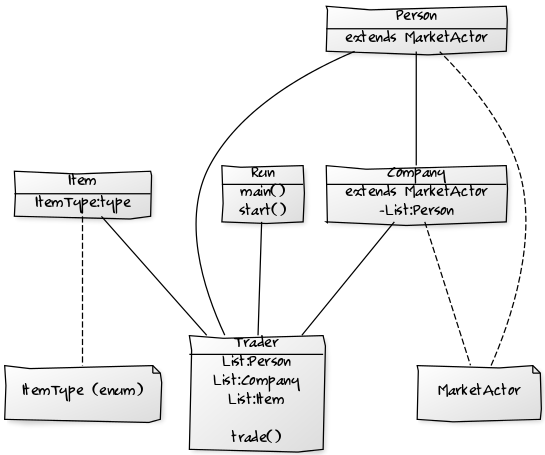 Person
extends MarketActor
Item
ItemType:type
Run
main()
start()
Company
extends MarketActor
-List:Person
Trader
List:Person
List:Company
List:Item
trade()
ItemType (enum)
MarketActor